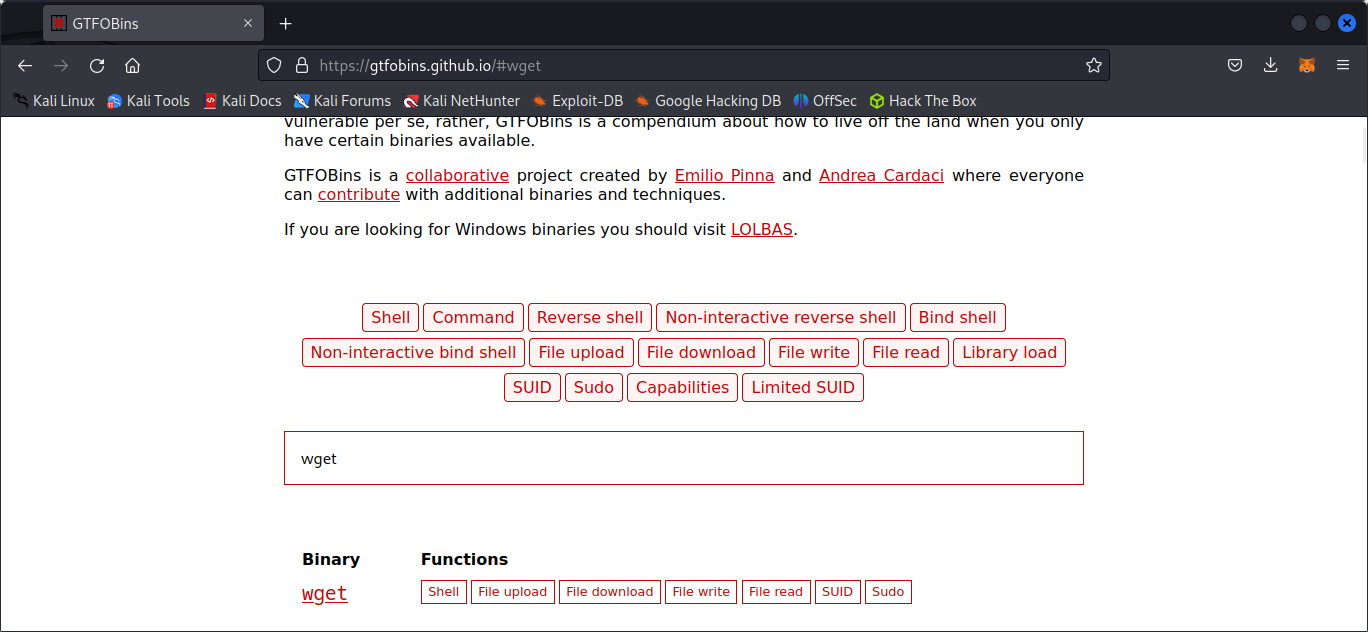 GTFOBins
https://gtfobins.github.io/#wget
Kali Linux Kali Tools Kali Docs Kali Forums Kali NetHunter Exploit-DB Google Hacking DB OffSec Hack The Box
vulnerable per se, rather, GTFOBins is a compendium about how to live off the land when you only
have certain binaries available.
GTFOBins is a collaborative project created by Emilio Pinna and Andrea Cardaci where everyone
can contribute with additional binaries and techniques.
If you are looking for Windows binaries you should visit LOLBAS.
Shell Command Reverse shell Non-interactive reverse shell Bind shell
Non-interactive bind shell File upload File download File write File read Library load
SUID Sudo Capabilities Limited SUID
wget
Binary Functions
wget Shell File upload File download File write File read SUID Sudo